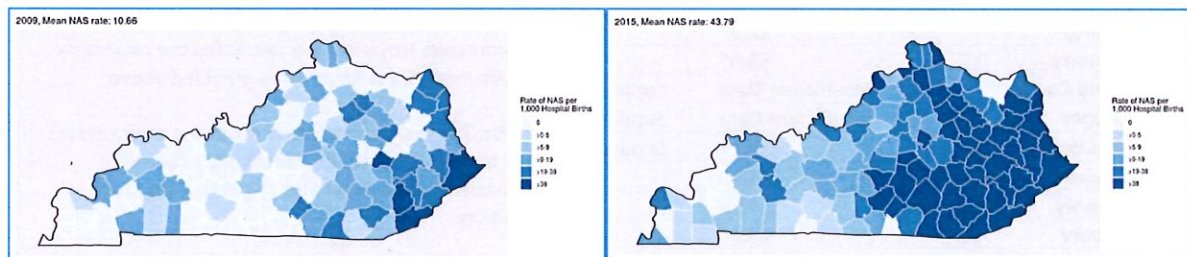 2009, Mean NAS rate: 10.66
Rate of NAS per
1,000 Hospital Births
0
>0-5
>5-9
>9-19
>19-38
>38
2015, Mean NAS rate: 43.79
Rate of NAS per
1,000 Hospital Births
0
>0-5
>5-9
>9-19
>19-38
>38